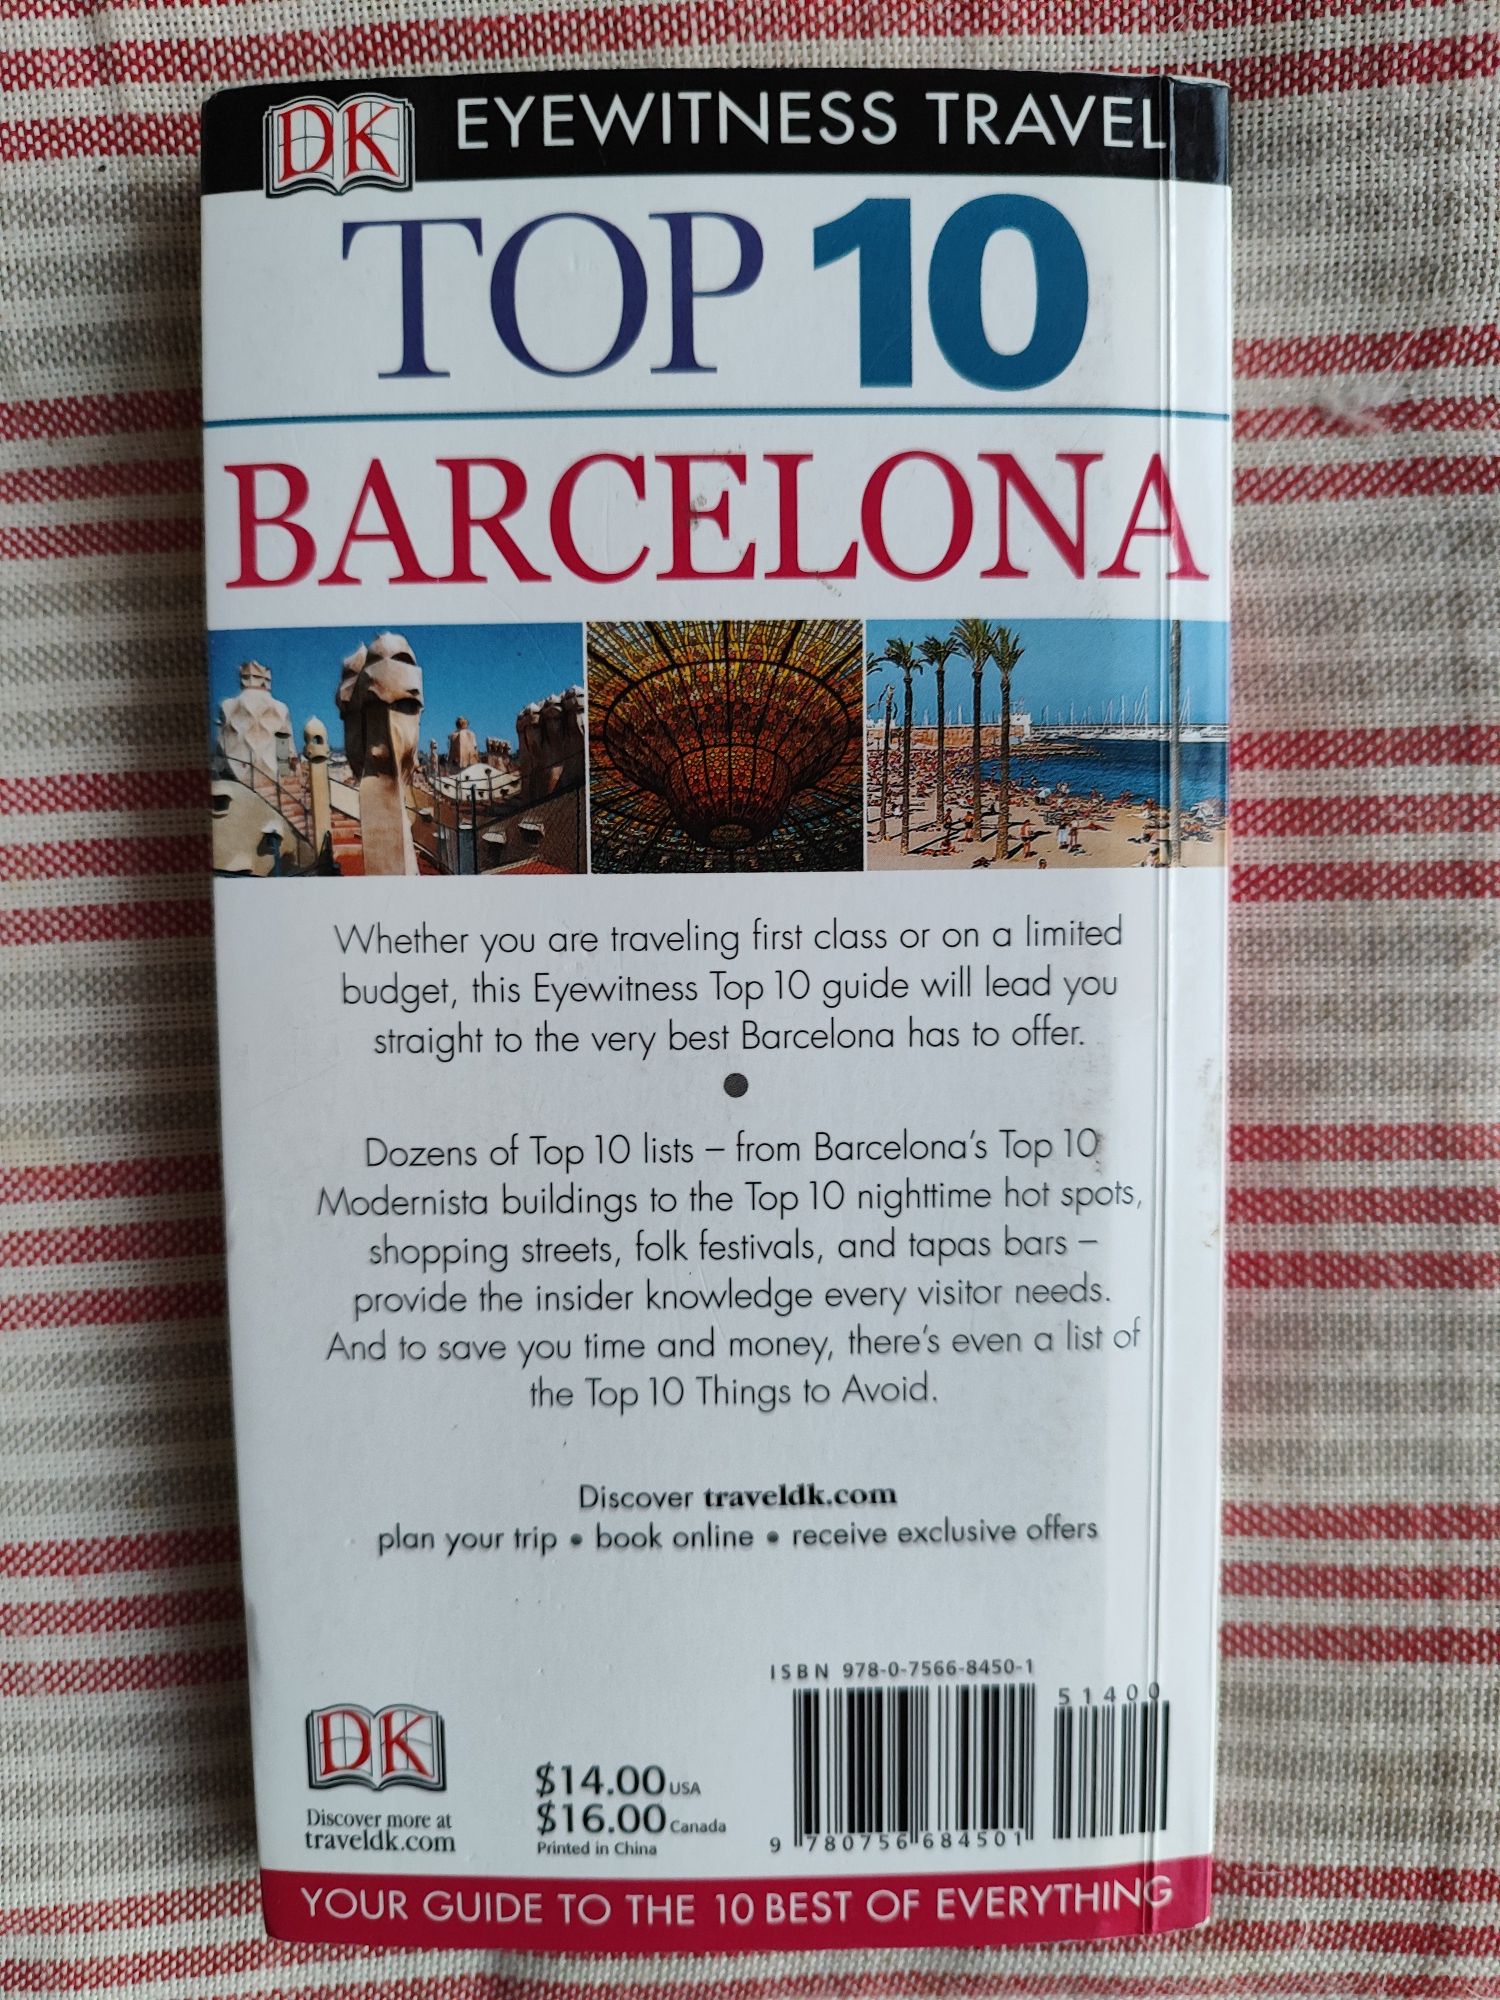 DK EYEWITNESS TRAVEL
TOP 10
BARCELONA
Whether you are traveling first class or on a limited
budget, this Eyewitness Top 10 guide will lead you
straight to the very best Barcelona has to offer.
Dozens of Top 10 lists – from Barcelona's Top 10
Modernista buildings to the Top 10 nighttime hot spots,
shopping streets, folk festivals, and tapas bars –
provide the insider knowledge every visitor needs.
And to save you time and money, there's even a list of
the Top 10 Things to Avoid.
Discover traveldk.com
plan your trip • book online • receive exclusive offers
ISBN 978-0-7566-8450-1
51400
9 780756 684501
DK
Discover more at
traveldk.com
$14.00 USA
$16.00 Canada
Printed in China
YOUR GUIDE TO THE 10 BEST OF EVERYTHING